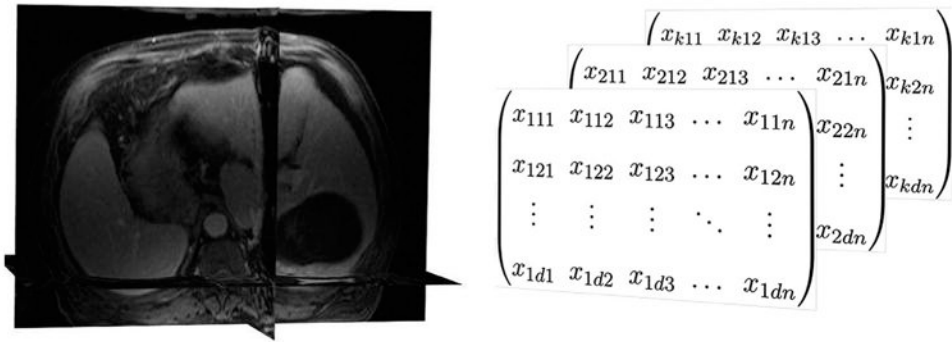 x_{k11} x_{k12} x_{k13} … x_{k1n}
x_{k2n}
⋮
x_{kdn}
x_{211} x_{212} x_{213} … x_{21n}
x_{22n}
⋮
x_{2dn}
x_{111} x_{112} x_{113} … x_{11n}
x_{121} x_{122} x_{123} … x_{12n}
⋮ ⋮ ⋮ ⋱ ⋮
x_{1d1} x_{1d2} x_{1d3} … x_{1dn}